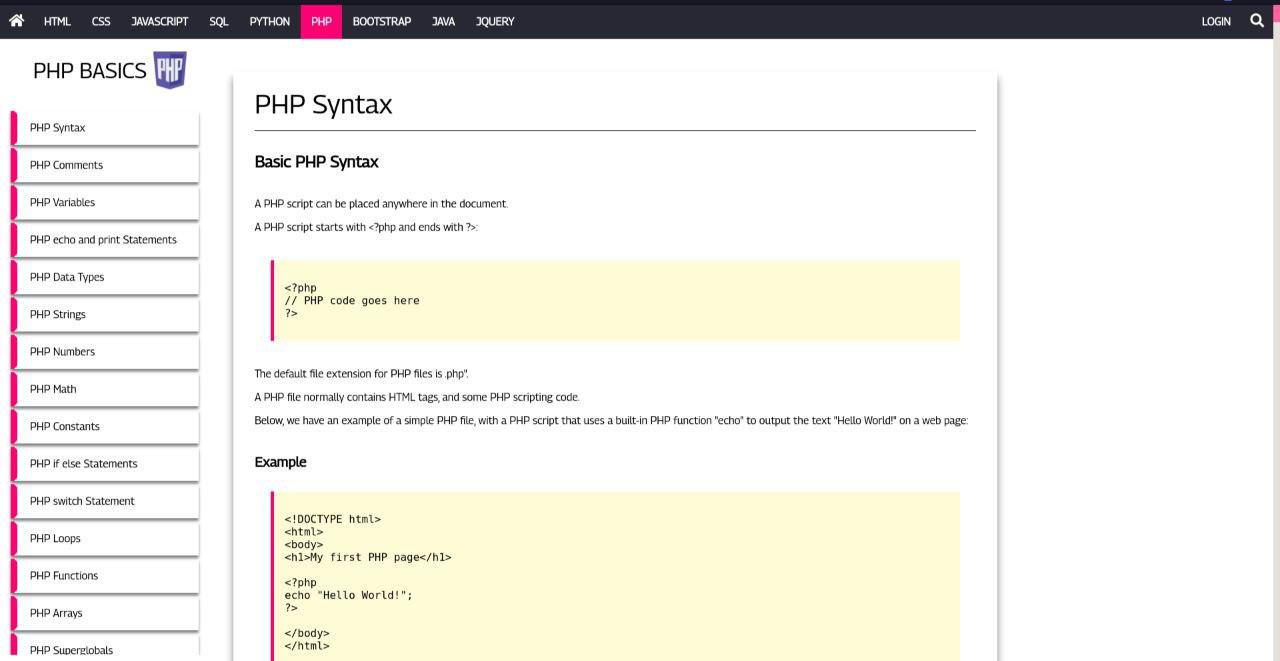 HTML CSS JAVASCRIPT SQL PYTHON PHP BOOTSTRAP JAVA JQUERY LOGIN
PHP BASICS PHP
PHP Syntax
PHP Comments
PHP Variables
PHP echo and print Statements
PHP Data Types
PHP Strings
PHP Numbers
PHP Math
PHP Constants
PHP if else Statements
PHP switch Statement
PHP Loops
PHP Functions
PHP Arrays
PHP Superglobals
PHP Syntax
Basic PHP Syntax
A PHP script can be placed anywhere in the document.
A PHP script starts with <?php and ends with ?>:
<?php
// PHP code goes here
?>
The default file extension for PHP files is .php".
A PHP file normally contains HTML tags, and some PHP scripting code.
Below, we have an example of a simple PHP file, with a PHP script that uses a built-in PHP function "echo" to output the text "Hello World!" on a web page:
Example
<!DOCTYPE html>
<html>
<body>
<h1>My first PHP page</h1>
<?php
echo "Hello World!";
?>
</body>
</html>